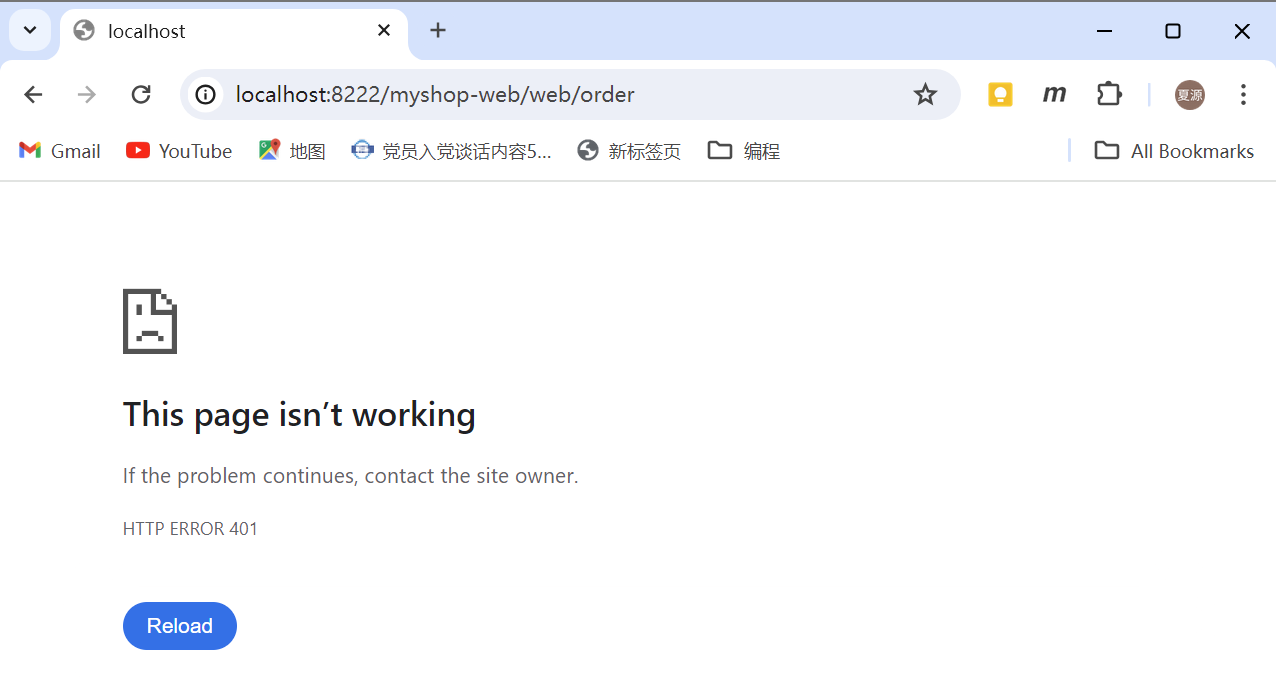 localhost
localhost:8222/myshop-web/web/order
m
夏源
Gmail
YouTube
地图
党员入党谈话内容5...
新标签页
编程
All Bookmarks
This page isn’t working
If the problem continues, contact the site owner.
HTTP ERROR 401
Reload